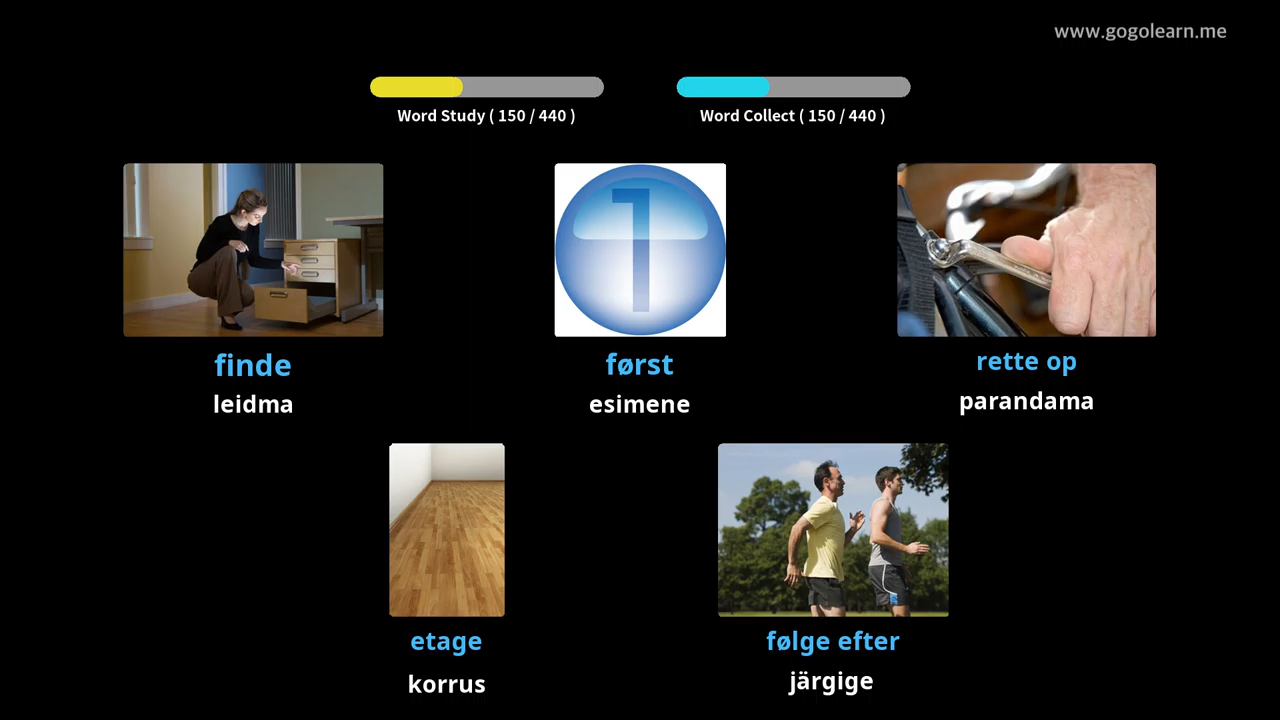 www.gogolearn.me
Word Study ( 150 / 440 )
Word Collect ( 150 / 440 )
1
finde
leidma
først
esimene
rette op
parandama
etage
korrus
følge efter
järgige